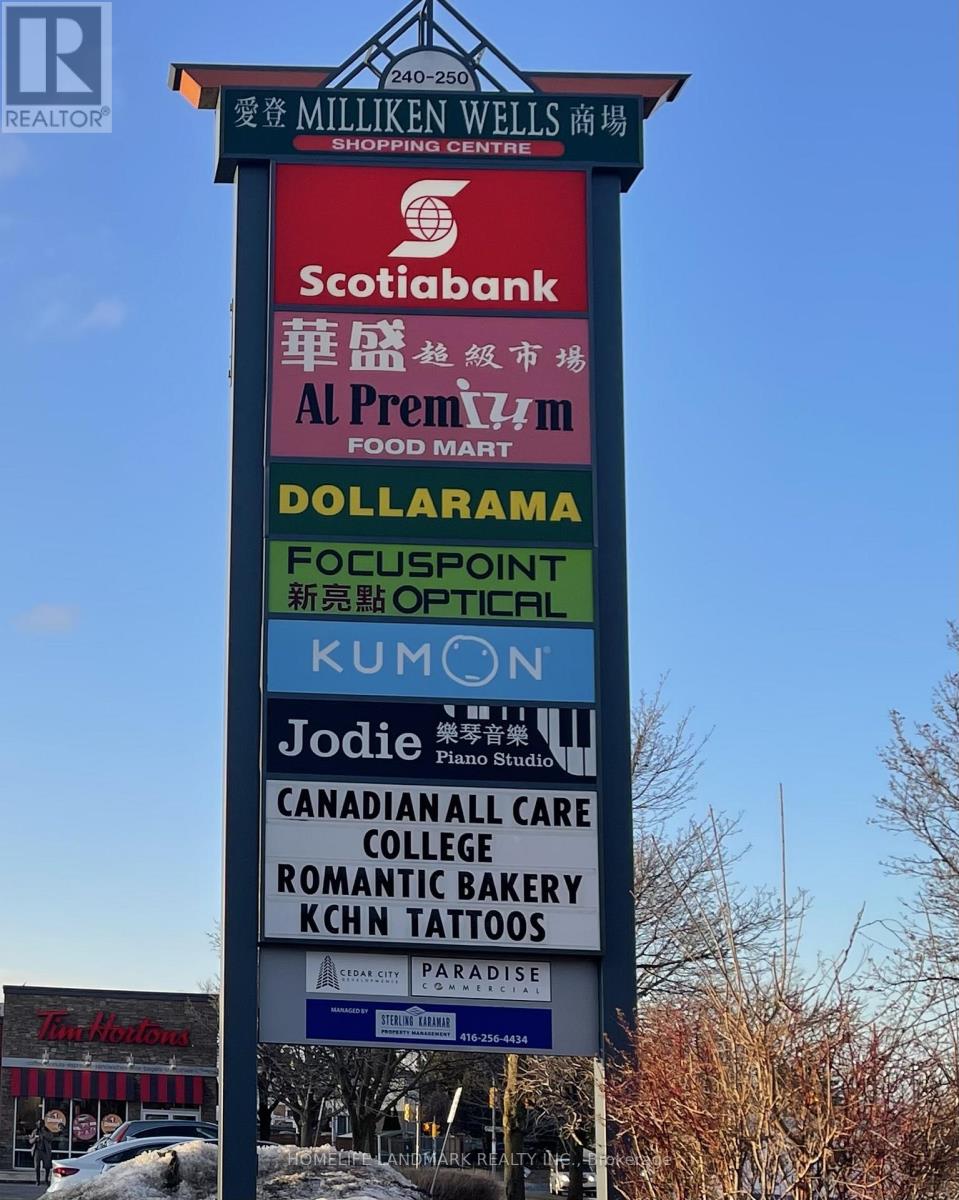 REALTOR®
240-250
愛登 MILLIKEN WELLS 商場
SHOPPING CENTRE
Scotiabank
華盛超級市場
Al Premium
FOOD MART
DOLLARAMA
FOCUSPOINT
新亮點 OPTICAL
KUMON®
Jodie 樂琴音樂
Piano Studio
CANADIAN ALL CARE
COLLEGE
ROMANTIC BAKERY
KCHN TATTOOS
CEDAR CITY
DEVELOPMENTS
PARADISE
COMMERCIAL
MANAGED BY
STERLING KARAMAR
PROPERTY MANAGEMENT
416-256-4434
Tim Hortons
HOMELIFE LANDMARK REALTY INC., Brokerage